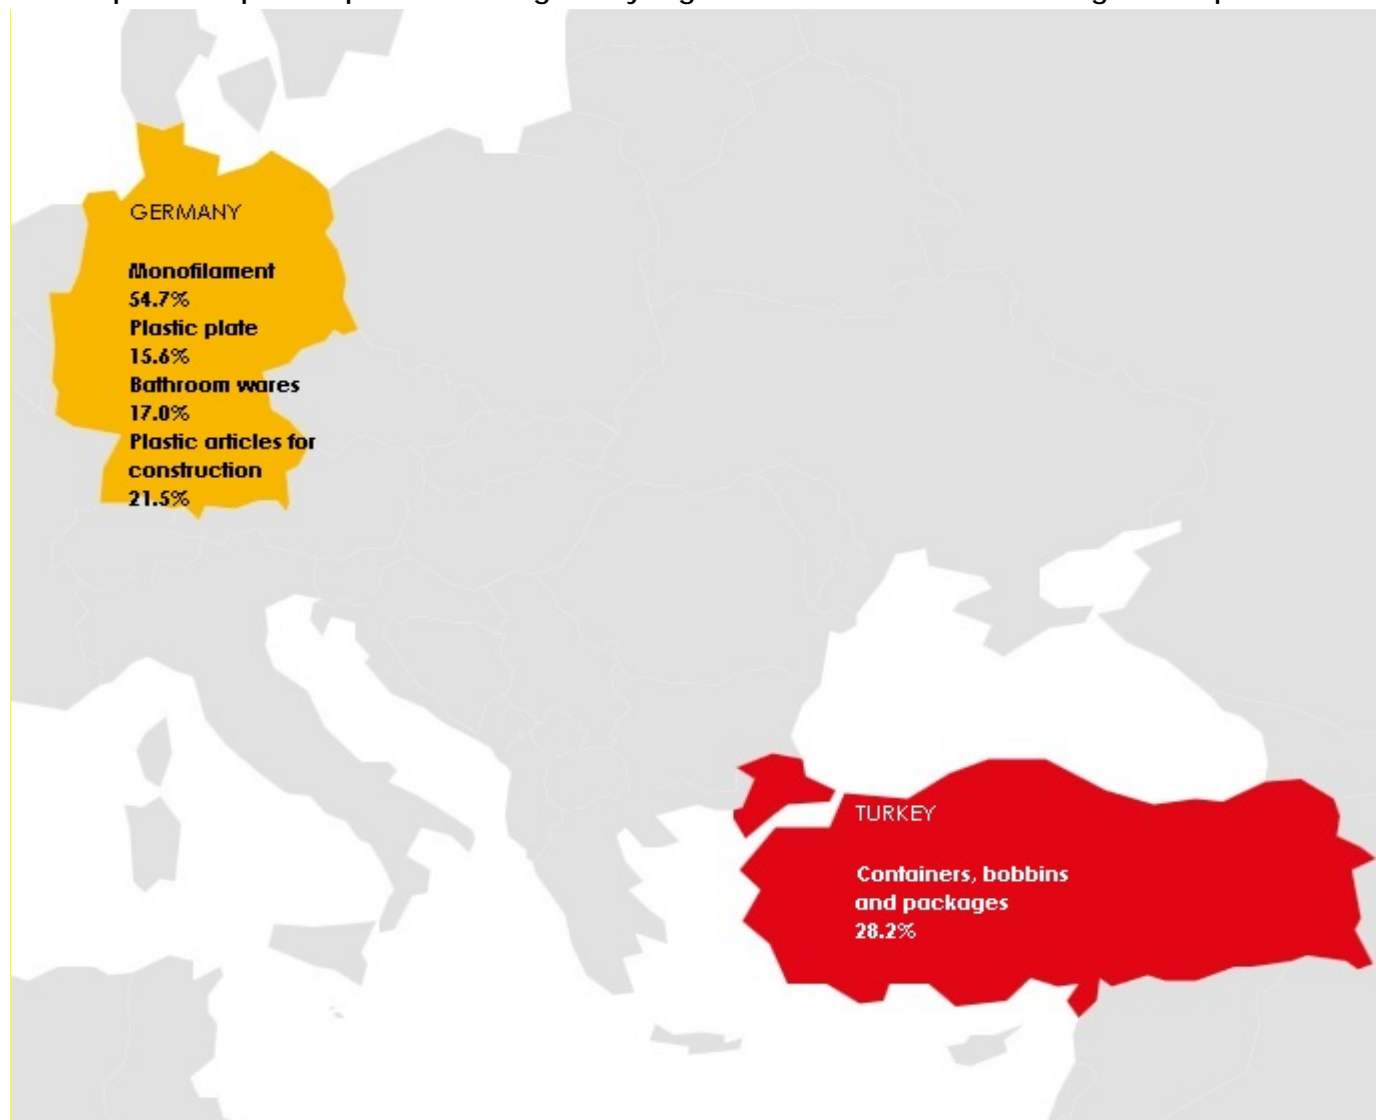 GERMANY
Monofilament
54.7%
Plastic plate
15.6%
Bathroom wares
17.0%
Plastic articles for
construction
21.5%
TURKEY
Containers, bobbins
and packages
28.2%